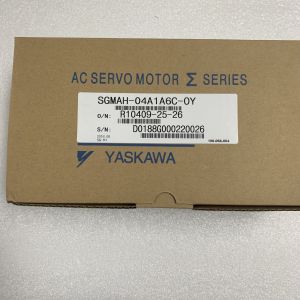 AC SERVO MOTOR Σ SERIES
SGMAH-04A1A6C-0Y
O/N: R10409-25-26
S/N: D0188G000220026
YASKAWA